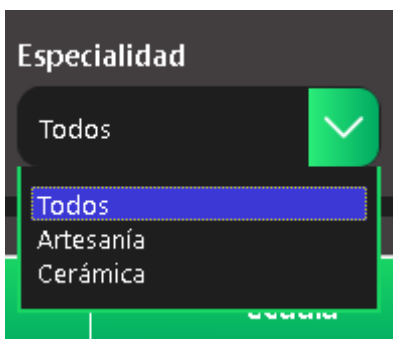 Especialidad
Todos
Todos
Artesanía
Cerámica